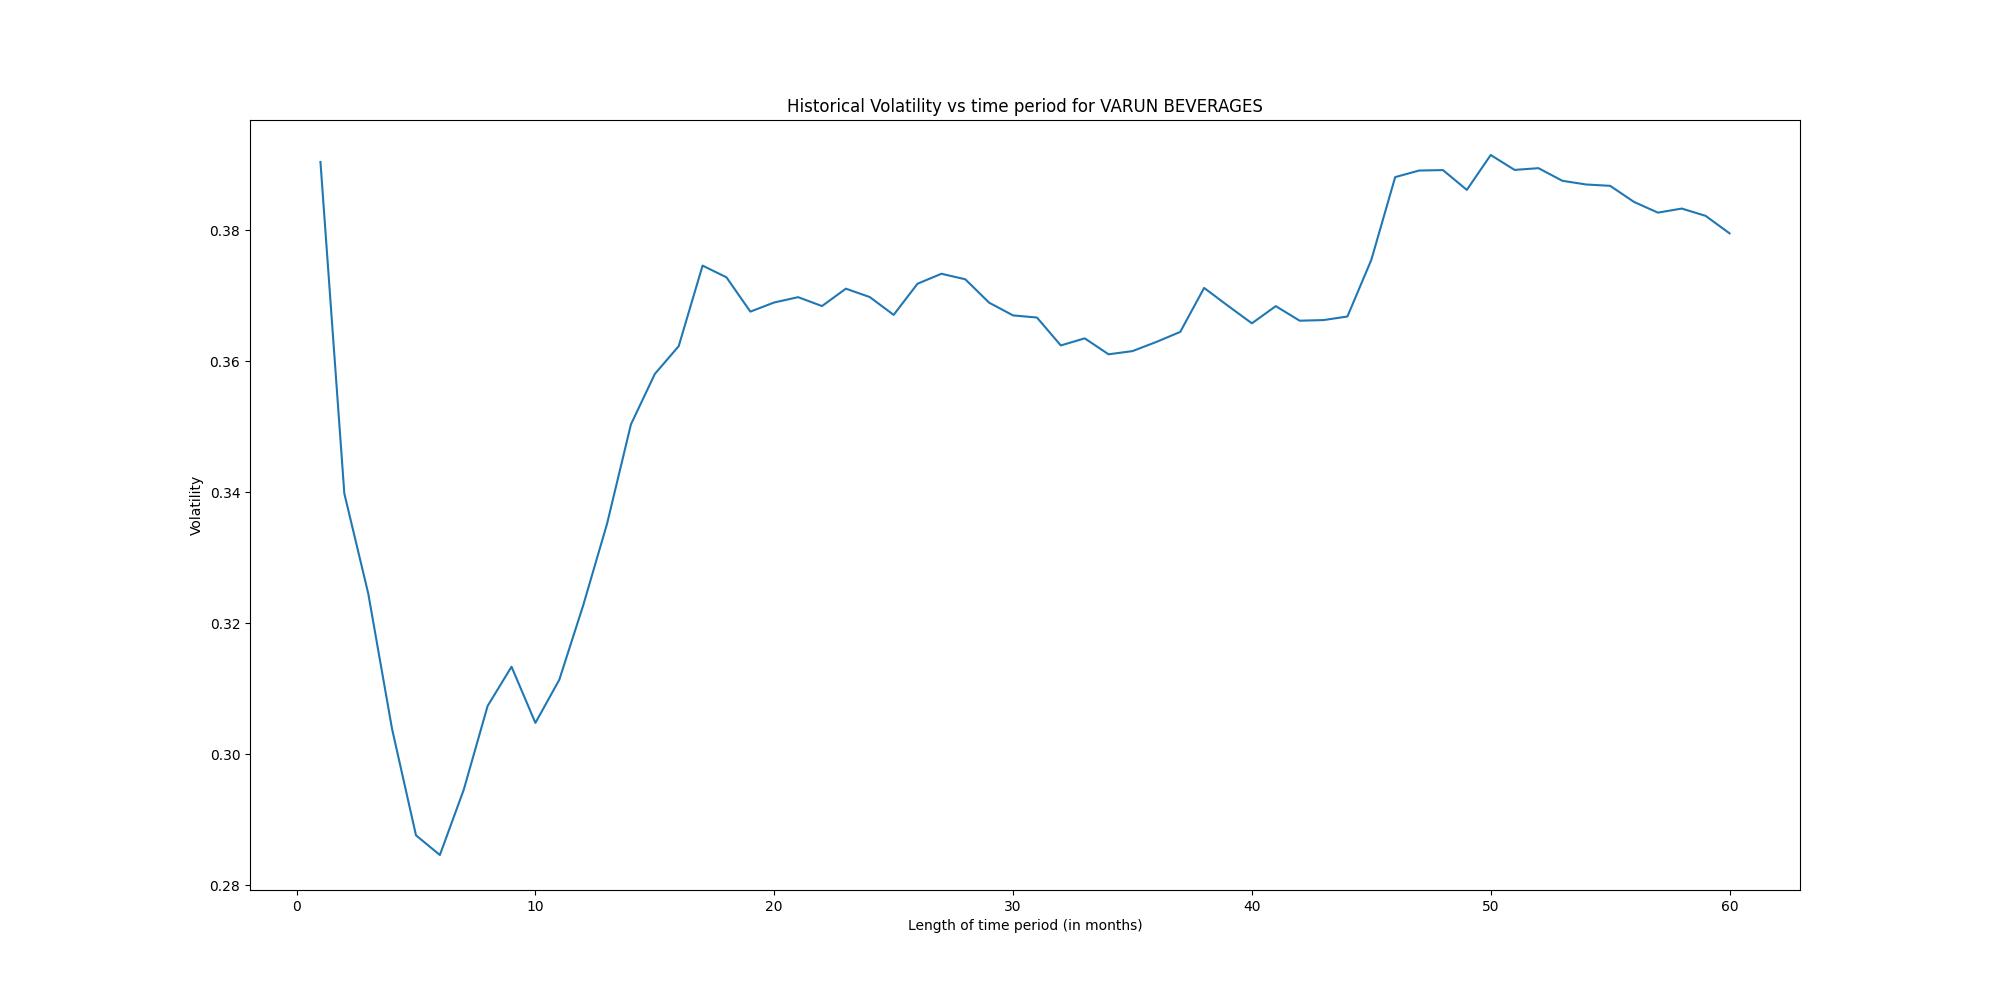 Historical Volatility vs time period for VARUN BEVERAGES
Volatility
0.38
0.36
0.34
0.32
0.30
0.28
0 10 20 30 40 50 60
Length of time period (in months)